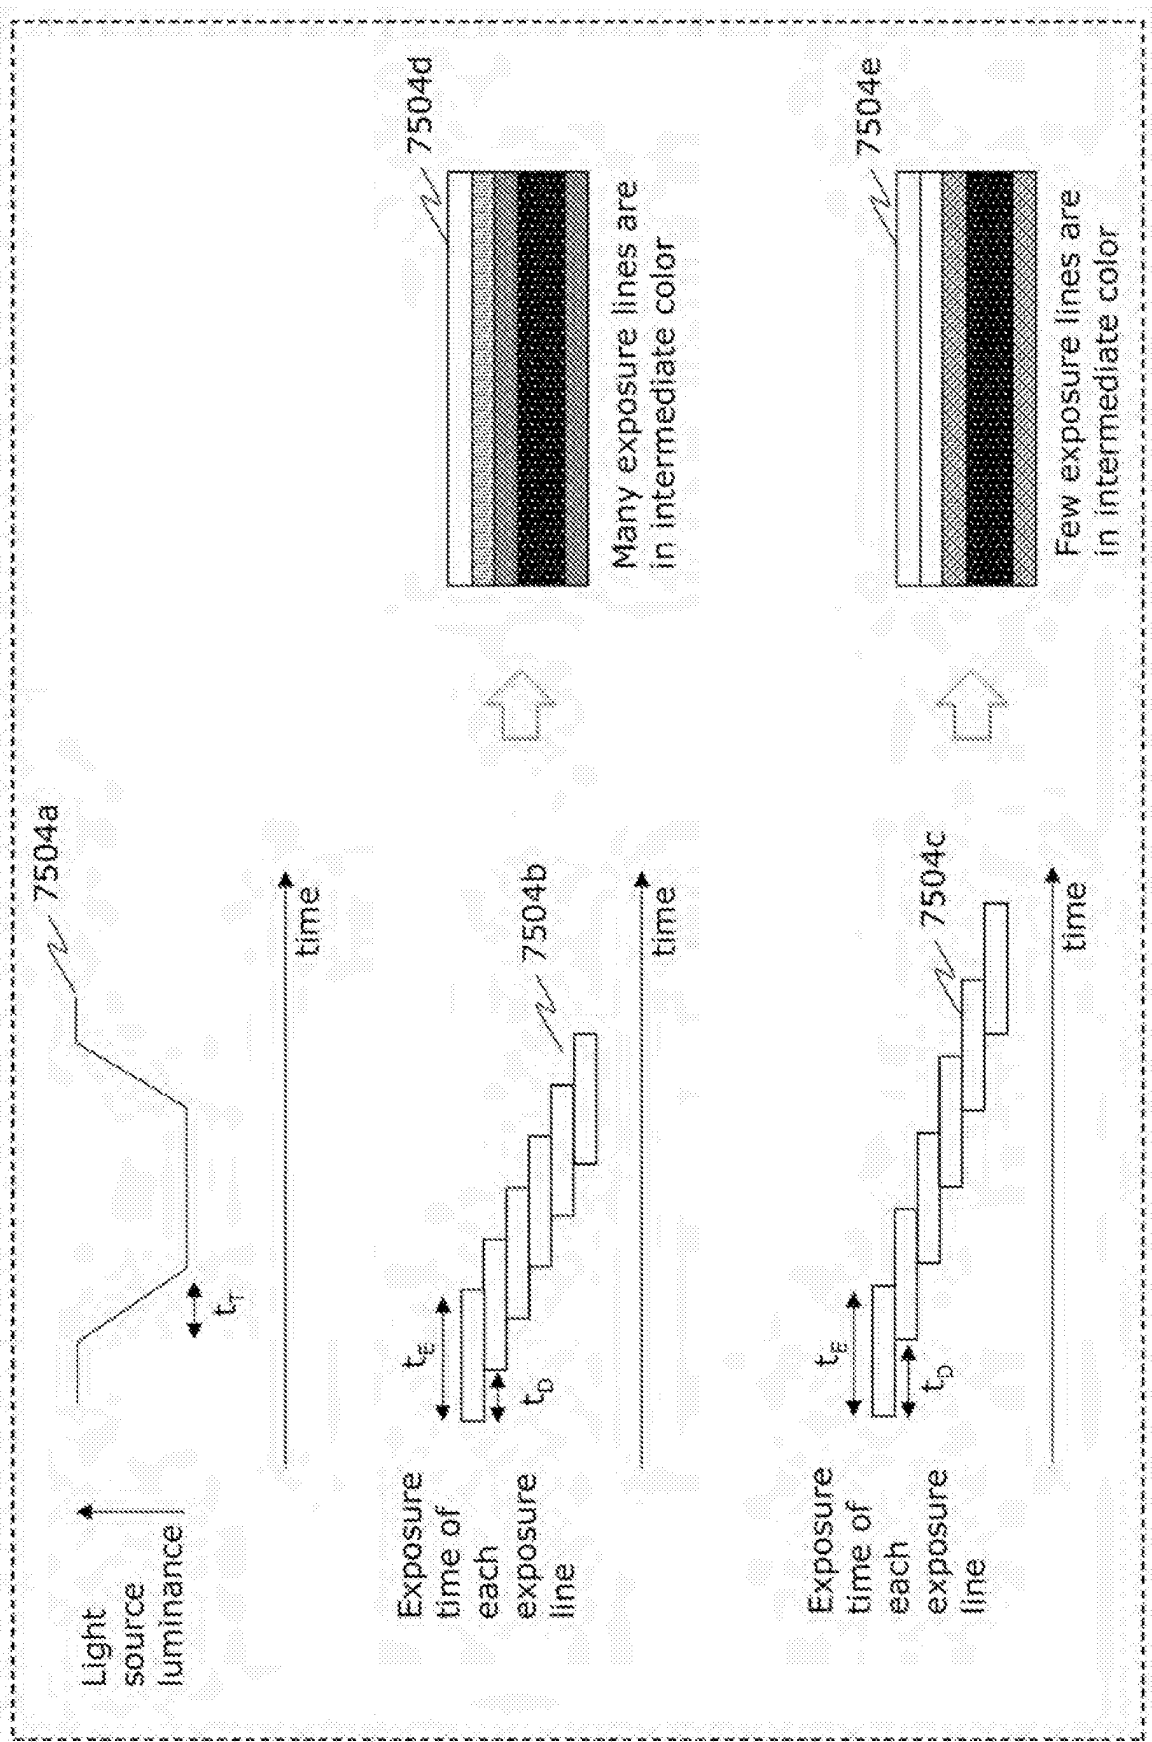 Light
source
luminance
7504a
t_T
time
Exposure
time of
each
exposure
line
t_E
t_D
7504b
time
7504d
Many exposure lines are
in intermediate color
Exposure
time of
each
exposure
line
t_E
t_D
7504c
time
7504e
Few exposure lines are
in intermediate color